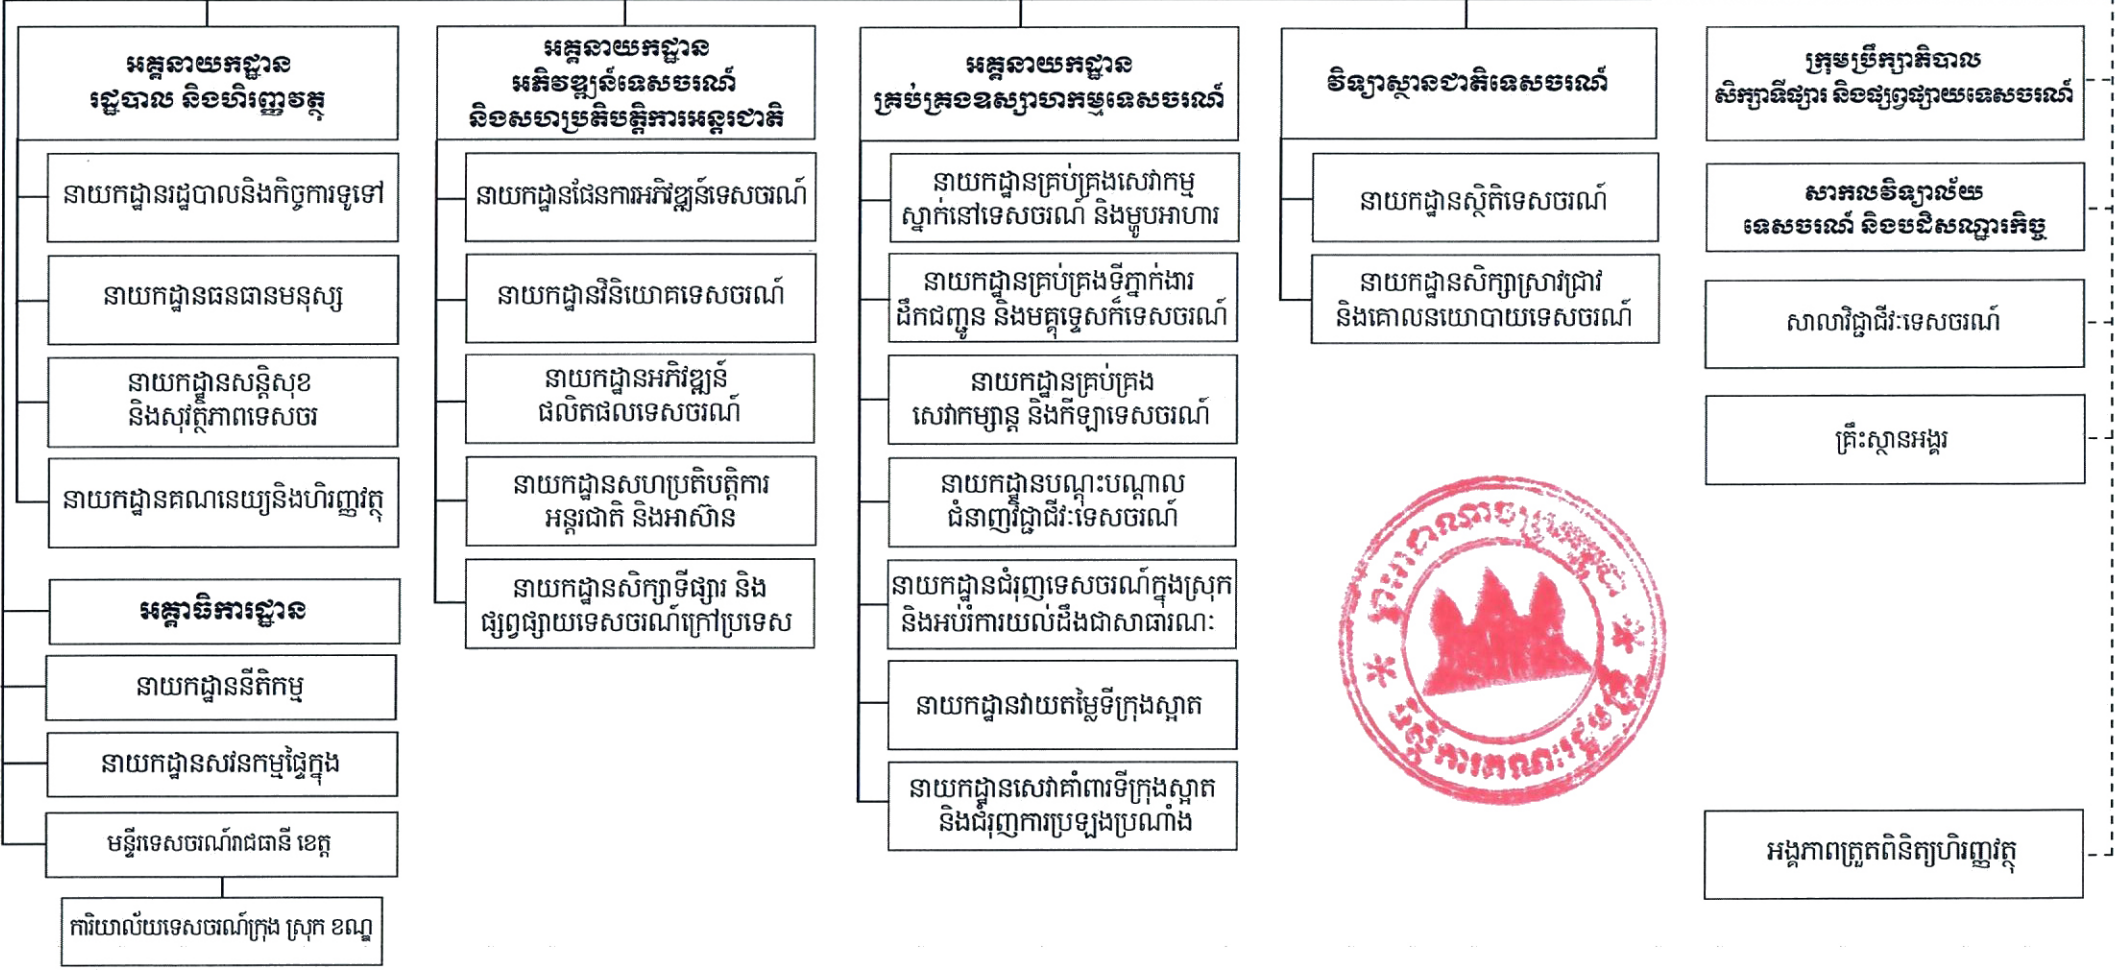 អគ្គនាយកដ្ឋាន
រដ្ឋបាល និងហិរញ្ញវត្ថុ
នាយកដ្ឋានរដ្ឋបាលនិងកិច្ចការទូទៅ
នាយកដ្ឋានធនធានមនុស្ស
នាយកដ្ឋានសន្តិសុខ
និងសុវត្ថិភាពទេសចរ
នាយកដ្ឋានគណនេយ្យនិងហិរញ្ញវត្ថុ
អគ្គាធិការដ្ឋាន
នាយកដ្ឋាននីតិកម្ម
នាយកដ្ឋានសវនកម្មផ្ទៃក្នុង
មន្ទីរទេសចរណ៍រាជធានី ខេត្ត
ការិយាល័យទេសចរណ៍ក្រុង ស្រុក ខណ្ឌ
អគ្គនាយកដ្ឋាន
អភិវឌ្ឍន៍ទេសចរណ៍
និងសហប្រតិបត្តិការអន្តរជាតិ
នាយកដ្ឋានផែនការអភិវឌ្ឍន៍ទេសចរណ៍
នាយកដ្ឋានវិនិយោគទេសចរណ៍
នាយកដ្ឋានអភិវឌ្ឍន៍
ផលិតផលទេសចរណ៍
នាយកដ្ឋានសហប្រតិបត្តិការ
អន្តរជាតិ និងអាស៊ាន
នាយកដ្ឋានសិក្សាទីផ្សារ និង
ផ្សព្វផ្សាយទេសចរណ៍ក្រៅប្រទេស
អគ្គនាយកដ្ឋាន
គ្រប់គ្រងឧស្សាហកម្មទេសចរណ៍
នាយកដ្ឋានគ្រប់គ្រងសេវាកម្ម
ស្នាក់នៅទេសចរណ៍ និងម្ហូបអាហារ
នាយកដ្ឋានគ្រប់គ្រងទីភ្នាក់ងារ
ដឹកជញ្ជូន និងមគ្គុទ្ទេសក៍ទេសចរណ៍
នាយកដ្ឋានគ្រប់គ្រង
សេវាកម្សាន្ត និងកីឡាទេសចរណ៍
នាយកដ្ឋានបណ្តុះបណ្តាល
ជំនាញវិជ្ជាជីវៈទេសចរណ៍
នាយកដ្ឋានជំរុញទេសចរណ៍ក្នុងស្រុក
និងអប់រំការយល់ដឹងជាសាធារណៈ
នាយកដ្ឋានវាយតម្លៃទីក្រុងស្អាត
នាយកដ្ឋានសេវាគាំពារទីក្រុងស្អាត
និងជំរុញការប្រឡងប្រណាំង
វិទ្យាស្ថានជាតិទេសចរណ៍
នាយកដ្ឋានស្ថិតិទេសចរណ៍
នាយកដ្ឋានសិក្សាស្រាវជ្រាវ
និងគោលនយោបាយទេសចរណ៍
ព្រះរាជាណាចក្រកម្ពុជា
ទីស្តីការគណៈរដ្ឋមន្ត្រី
ក្រុមប្រឹក្សាភិបាល
សិក្សាទីផ្សារ និងផ្សព្វផ្សាយទេសចរណ៍
សាកលវិទ្យាល័យ
ទេសចរណ៍ និងបដិសណ្ឋារកិច្ច
សាលាវិជ្ជាជីវៈទេសចរណ៍
គ្រឹះស្ថានអង្គរ
អង្គភាពត្រួតពិនិត្យហិរញ្ញវត្ថុ